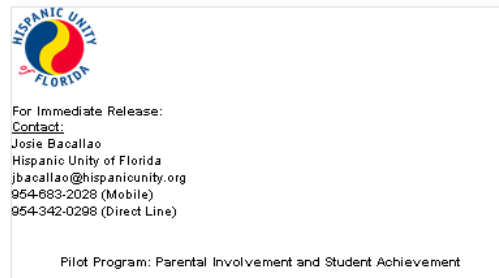 HISPANIC UNITY
of FLORIDA
For Immediate Release:
Contact:
Josie Bacallao
Hispanic Unity of Florida
jbacallao@hispanicunity.org
954-683-2028 (Mobile)
954-342-0298 (Direct Line)
Pilot Program: Parental Involvement and Student Achievement